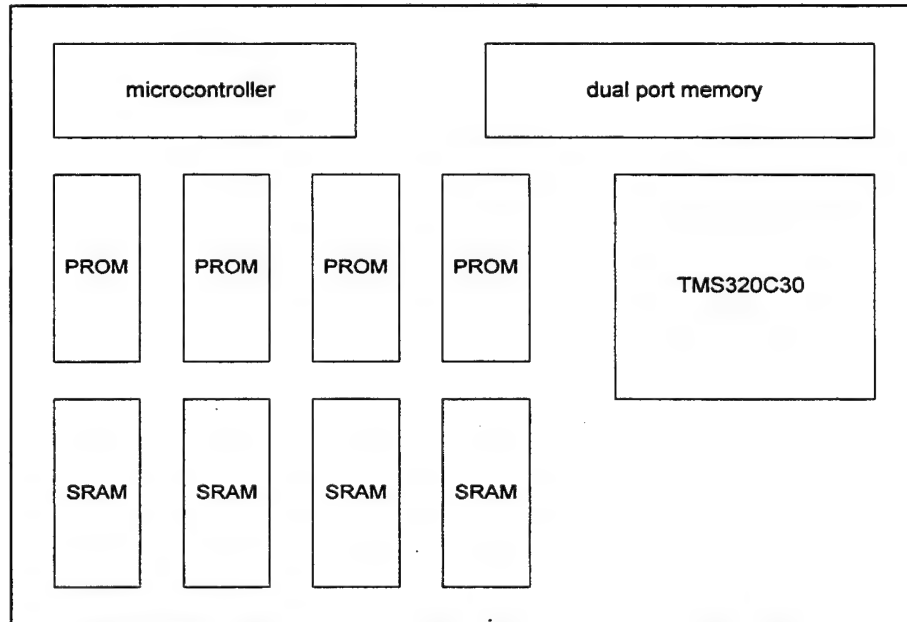 microcontroller
dual port memory
PROM PROM PROM PROM
TMS320C30
SRAM SRAM SRAM SRAM